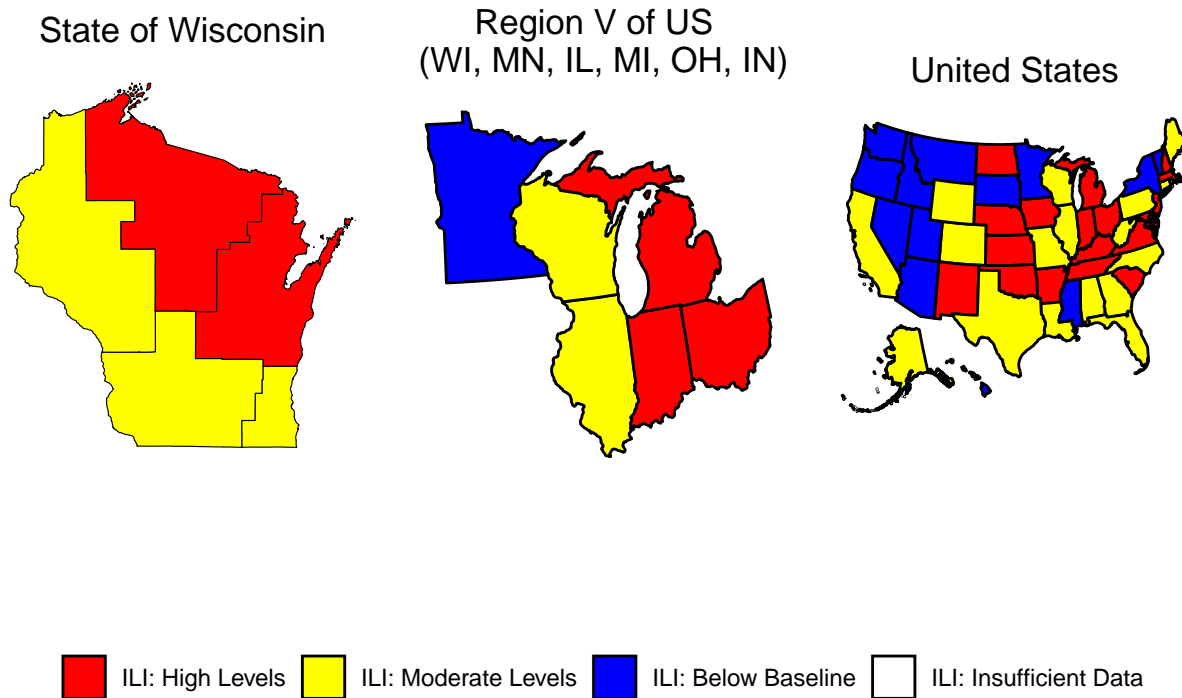 State of Wisconsin
Region V of US
(WI, MN, IL, MI, OH, IN)
United States
ILI: High Levels
ILI: Moderate Levels
ILI: Below Baseline
ILI: Insufficient Data